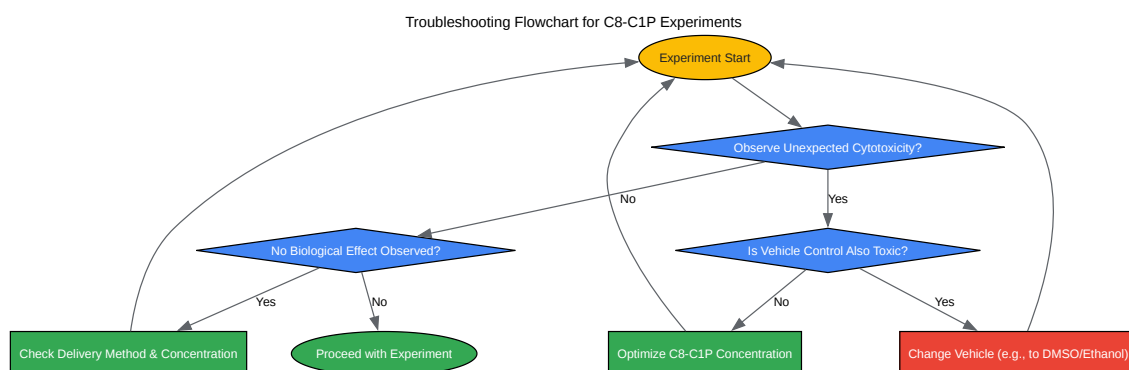 Troubleshooting Flowchart for C8-C1P Experiments
Experiment Start
Observe Unexpected Cytotoxicity?
No
Yes
No Biological Effect Observed?
Is Vehicle Control Also Toxic?
Yes
No
No
Yes
Check Delivery Method & Concentration
Proceed with Experiment
Optimize C8-C1P Concentration
Change Vehicle (e.g., to DMSO/Ethanol)